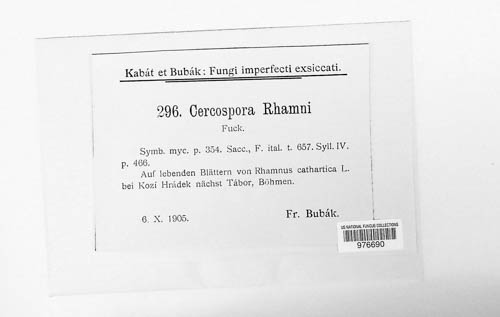 Kabát et Bubák: Fungi imperfecti exsiccati.
296. Cercospora Rhamni
Fuck.
Symb. myc. p. 354. Sacc., F. ital. t. 657. Syll. IV.
p. 466.
Auf lebenden Blättern von Rhamnus cathartica L.
bei Kozí Hrádek nächst Tábor, Böhmen.
6. X. 1905.
Fr. Bubák.
US NATIONAL FUNGUS COLLECTIONS
976690